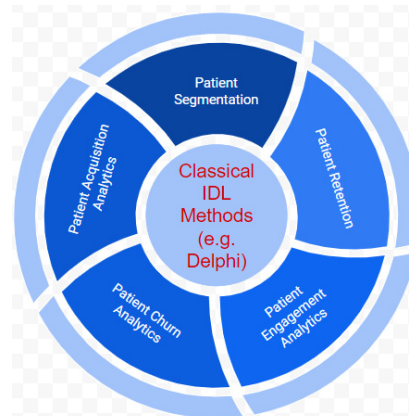 Patient
Segmentation
Patient Retention
Patient
Engagement
Analytics
Patient Churn
Analytics
Patient Acquisition
Analytics
Classical
IDL
Methods
(e.g.
Delphi)